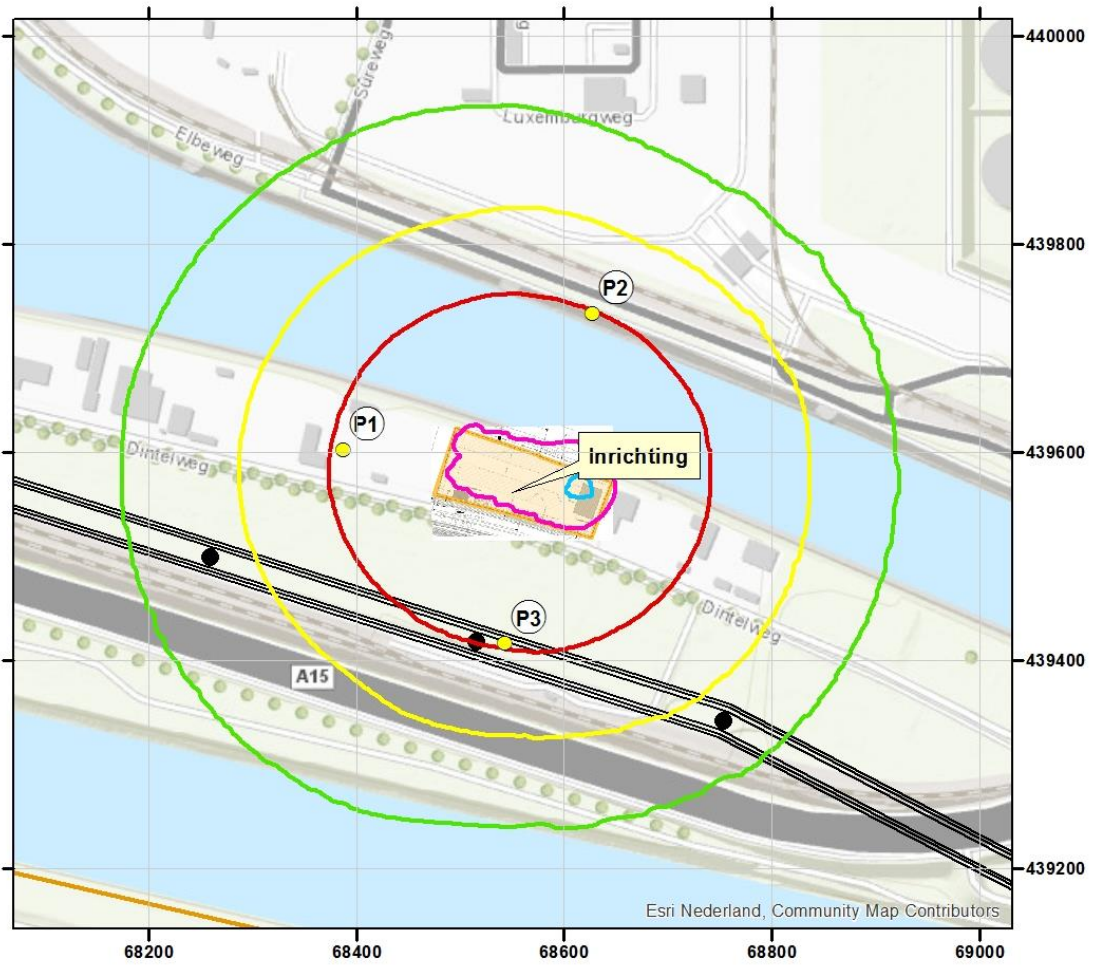 440000
Sureweg
Luxemburgweg
Elbeweg
439800
P2
P1
Dintelweg
Inrichting
439600
P3
Dintelweg
A15
439400
439200
Esri Nederland, Community Map Contributors
68200
68400
68600
68800
69000